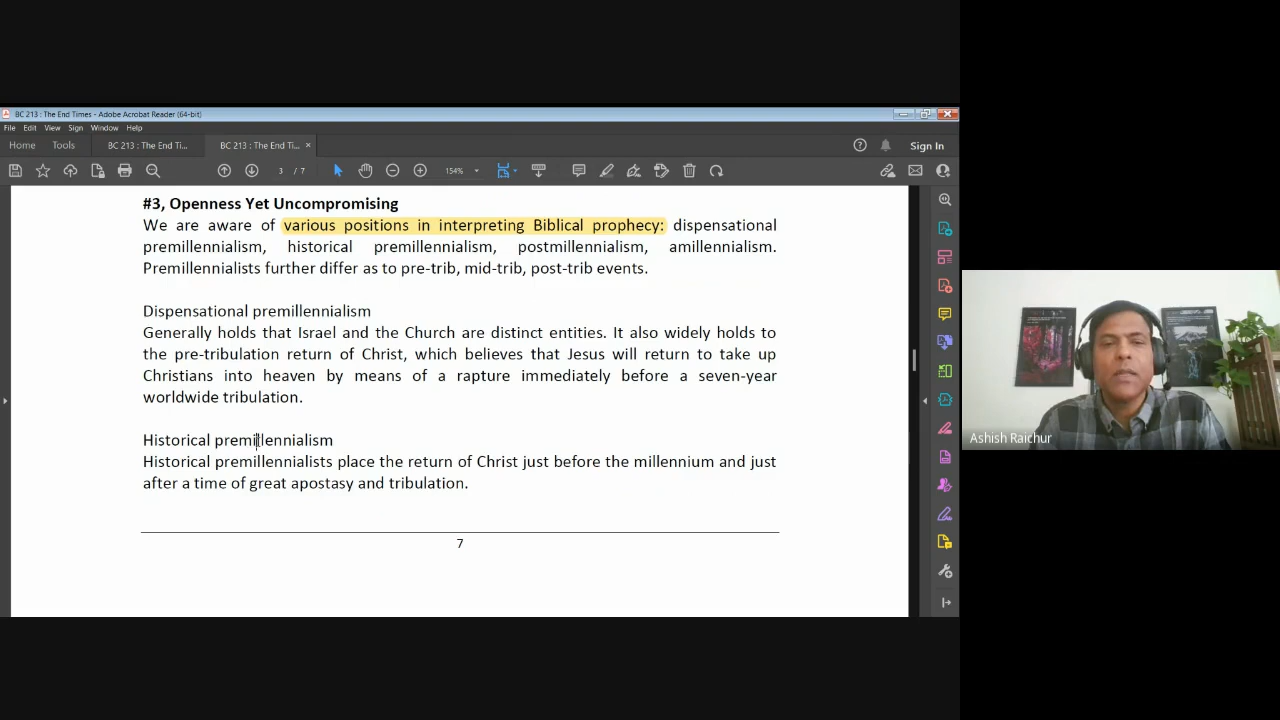 BC 213 : The End Times - Adobe Acrobat Reader (64-bit)
File Edit View Sign Window Help
Home Tools BC 213 : The End Ti... BC 213 : The End Ti... × Sign In
3 / 7 154%
#3, Openness Yet Uncompromising
We are aware of various positions in interpreting Biblical prophecy: dispensational
premillennialism, historical premillennialism, postmillennialism, amillennialism.
Premillennialists further differ as to pre-trib, mid-trib, post-trib events.
Dispensational premillennialism
Generally holds that Israel and the Church are distinct entities. It also widely holds to
the pre-tribulation return of Christ, which believes that Jesus will return to take up
Christians into heaven by means of a rapture immediately before a seven-year
worldwide tribulation.
Historical premillennialism
Historical premillennialists place the return of Christ just before the millennium and just
after a time of great apostasy and tribulation.
7
Ashish Raichur